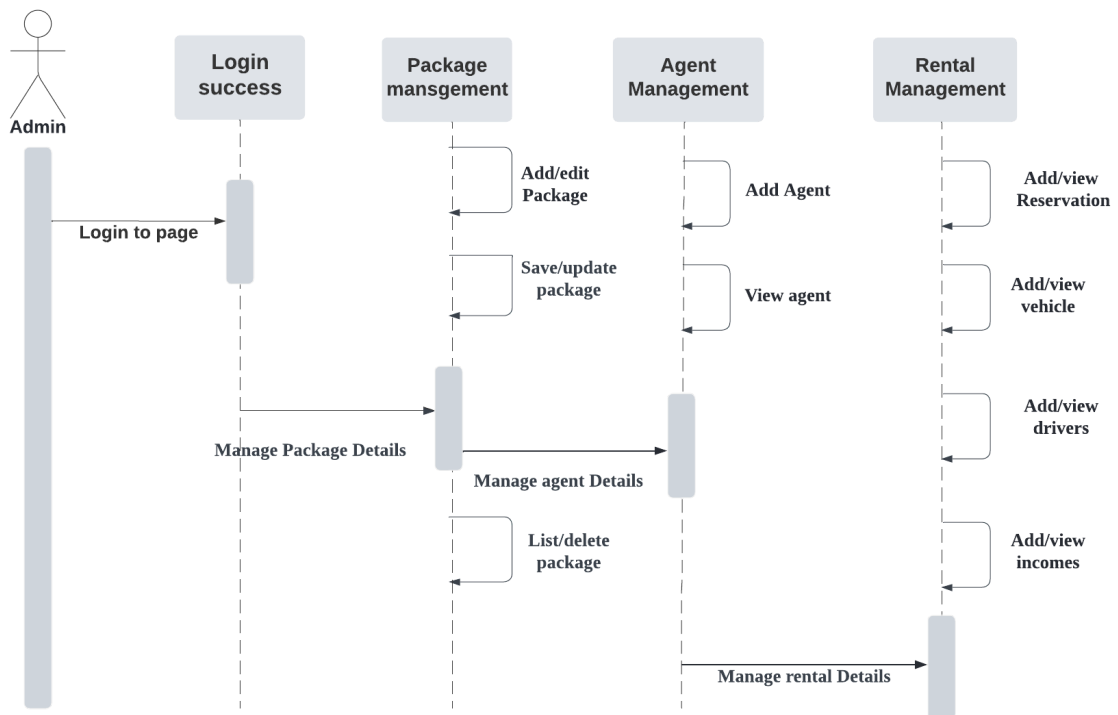 Login
success
Package
mansgement
Agent
Management
Rental
Management
Admin
Add/edit
Package
Add Agent
Add/view
Reservation
Login to page
Save/update
package
View agent
Add/view
vehicle
Add/view
drivers
Manage Package Details
Manage agent Details
List/delete
package
Add/view
incomes
Manage rental Details